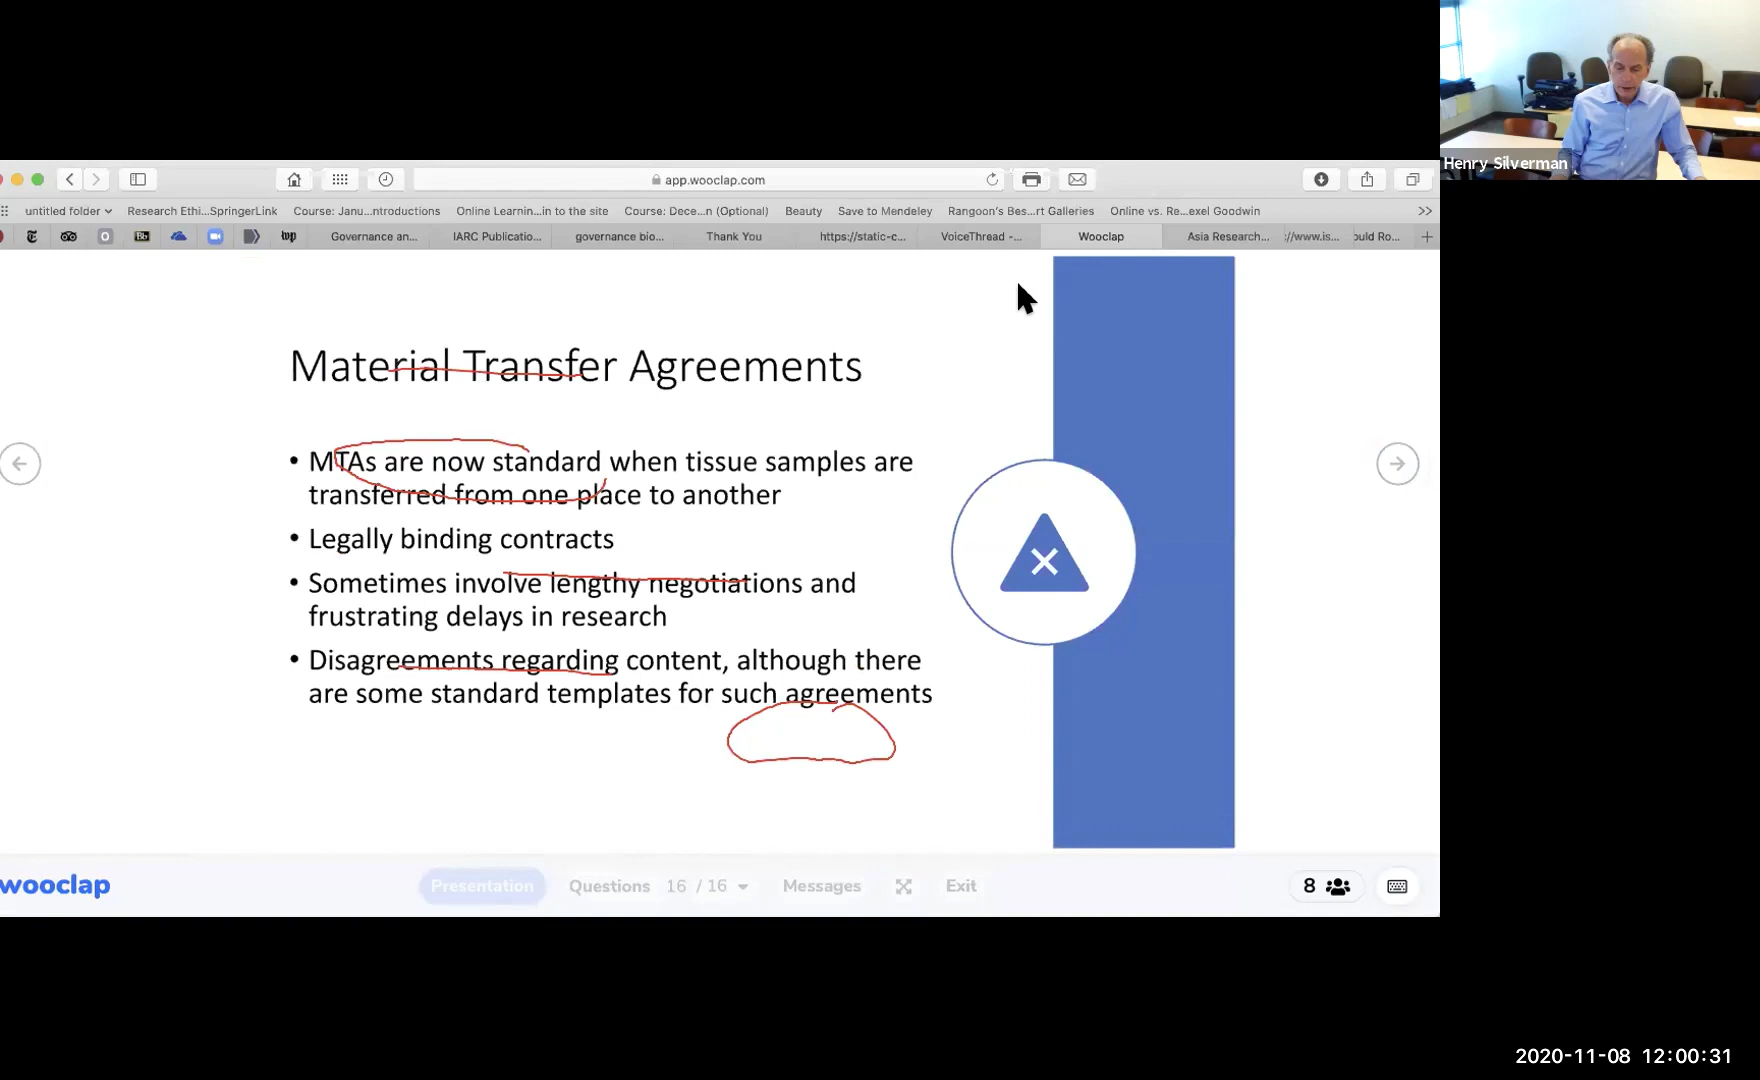 Henry Silverman
app.wooclap.com
untitled folder Research Ethi...SpringerLink Course: Janu...ntroductions Online Learnin...in to the site Course: Dece...n (Optional) Beauty Save to Mendeley Rangoon's Bes...rt Galleries Online vs. Re...exel Goodwin
Governance an... IARC Publicatio... governance bio... Thank You https://static-c... VoiceThread -... Wooclap Asia Research... ://www.is... ould Ro...
Material Transfer Agreements
• MTAs are now standard when tissue samples are
transferred from one place to another
• Legally binding contracts
• Sometimes involve lengthy negotiations and
frustrating delays in research
• Disagreements regarding content, although there
are some standard templates for such agreements
wooclap Presentation Questions 16 / 16 Messages Exit 8
2020-11-08 12:00:31